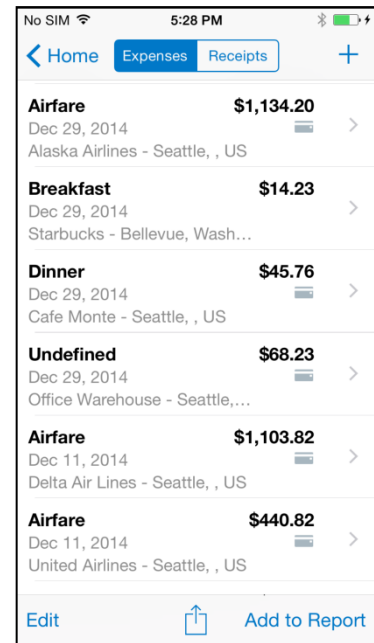 No SIM 5:28 PM
Home Expenses Receipts +
Airfare $1,134.20
Dec 29, 2014
Alaska Airlines - Seattle, , US
Breakfast $14.23
Dec 29, 2014
Starbucks - Bellevue, Wash…
Dinner $45.76
Dec 29, 2014
Cafe Monte - Seattle, , US
Undefined $68.23
Dec 29, 2014
Office Warehouse - Seattle,…
Airfare $1,103.82
Dec 11, 2014
Delta Air Lines - Seattle, , US
Airfare $440.82
Dec 11, 2014
United Airlines - Seattle, , US
Edit Add to Report